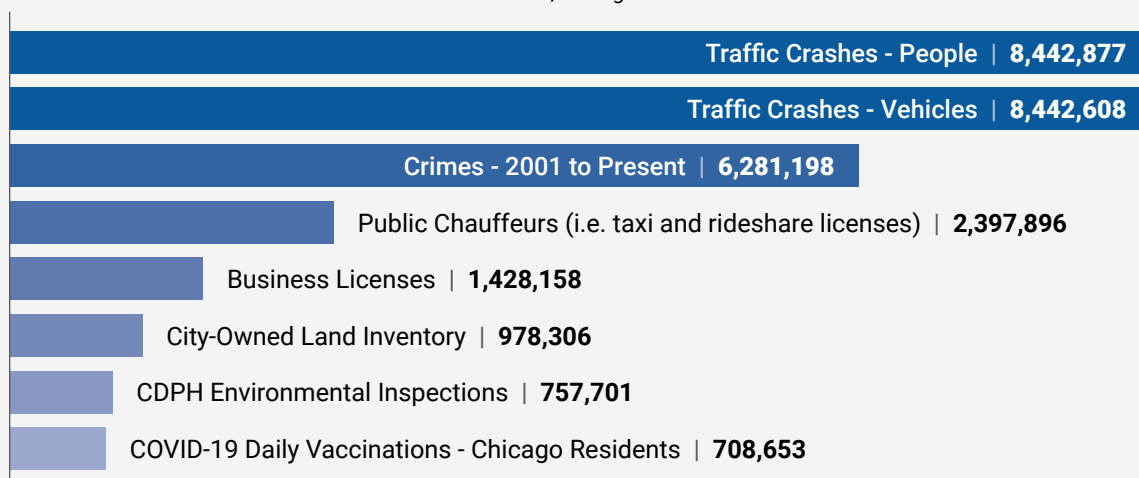 Traffic Crashes - People | 8,442,877
Traffic Crashes - Vehicles | 8,442,608
Crimes - 2001 to Present | 6,281,198
Public Chauffeurs (i.e. taxi and rideshare licenses) | 2,397,896
Business Licenses | 1,428,158
City-Owned Land Inventory | 978,306
CDPH Environmental Inspections | 757,701
COVID-19 Daily Vaccinations - Chicago Residents | 708,653